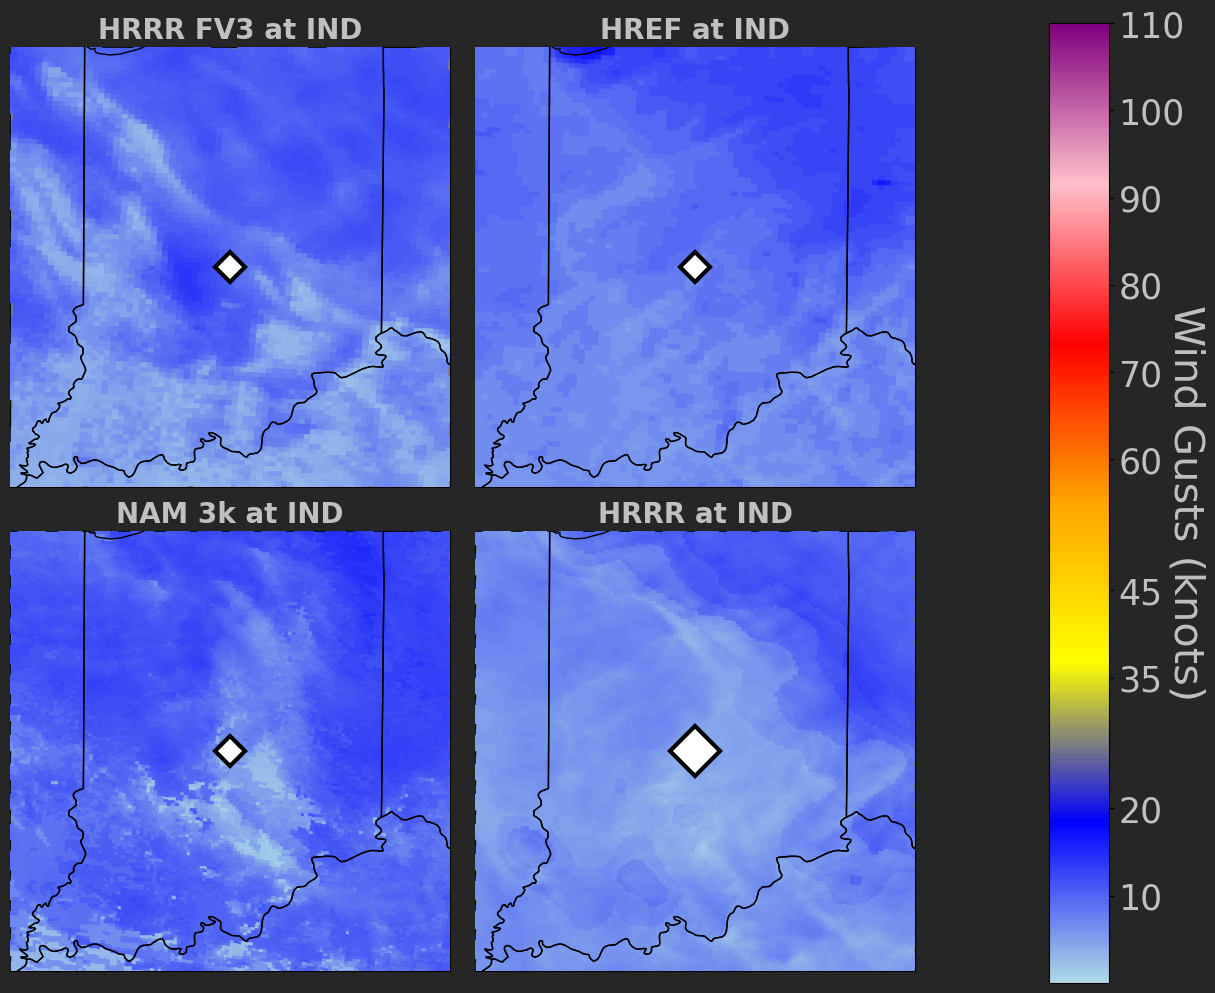 HRRR FV3 at IND
HREF at IND
NAM 3k at IND
HRRR at IND
110
100
90
80
70
60
45
35
20
10
Wind Gusts (knots)